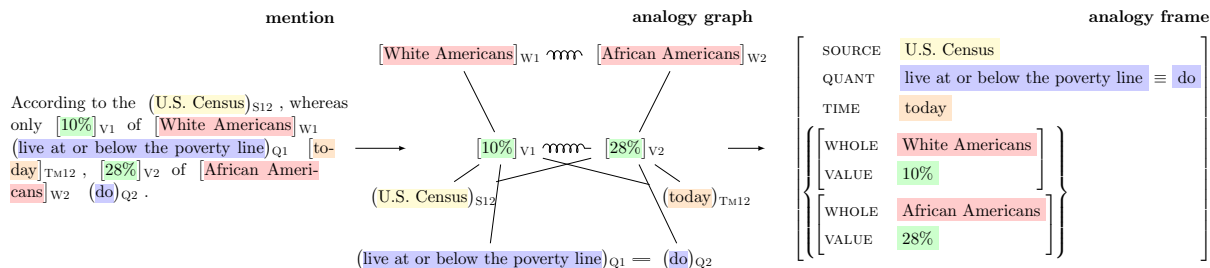 mention
According to the (U.S. Census)S12 , whereas
only [10%]V1 of [White Americans]W1
(live at or below the poverty line)Q1 [to-
day]TM12 , [28%]V2 of [African Ameri-
cans]W2 (do)Q2 .
analogy graph
[White Americans]W1 [African Americans]W2
[10%]V1 [28%]V2
(U.S. Census)S12 (today)TM12
(live at or below the poverty line)Q1 (do)Q2
analogy frame
SOURCE U.S. Census
QUANT live at or below the poverty line ≡ do
TIME today
WHOLE White Americans
VALUE 10%
WHOLE African Americans
VALUE 28%